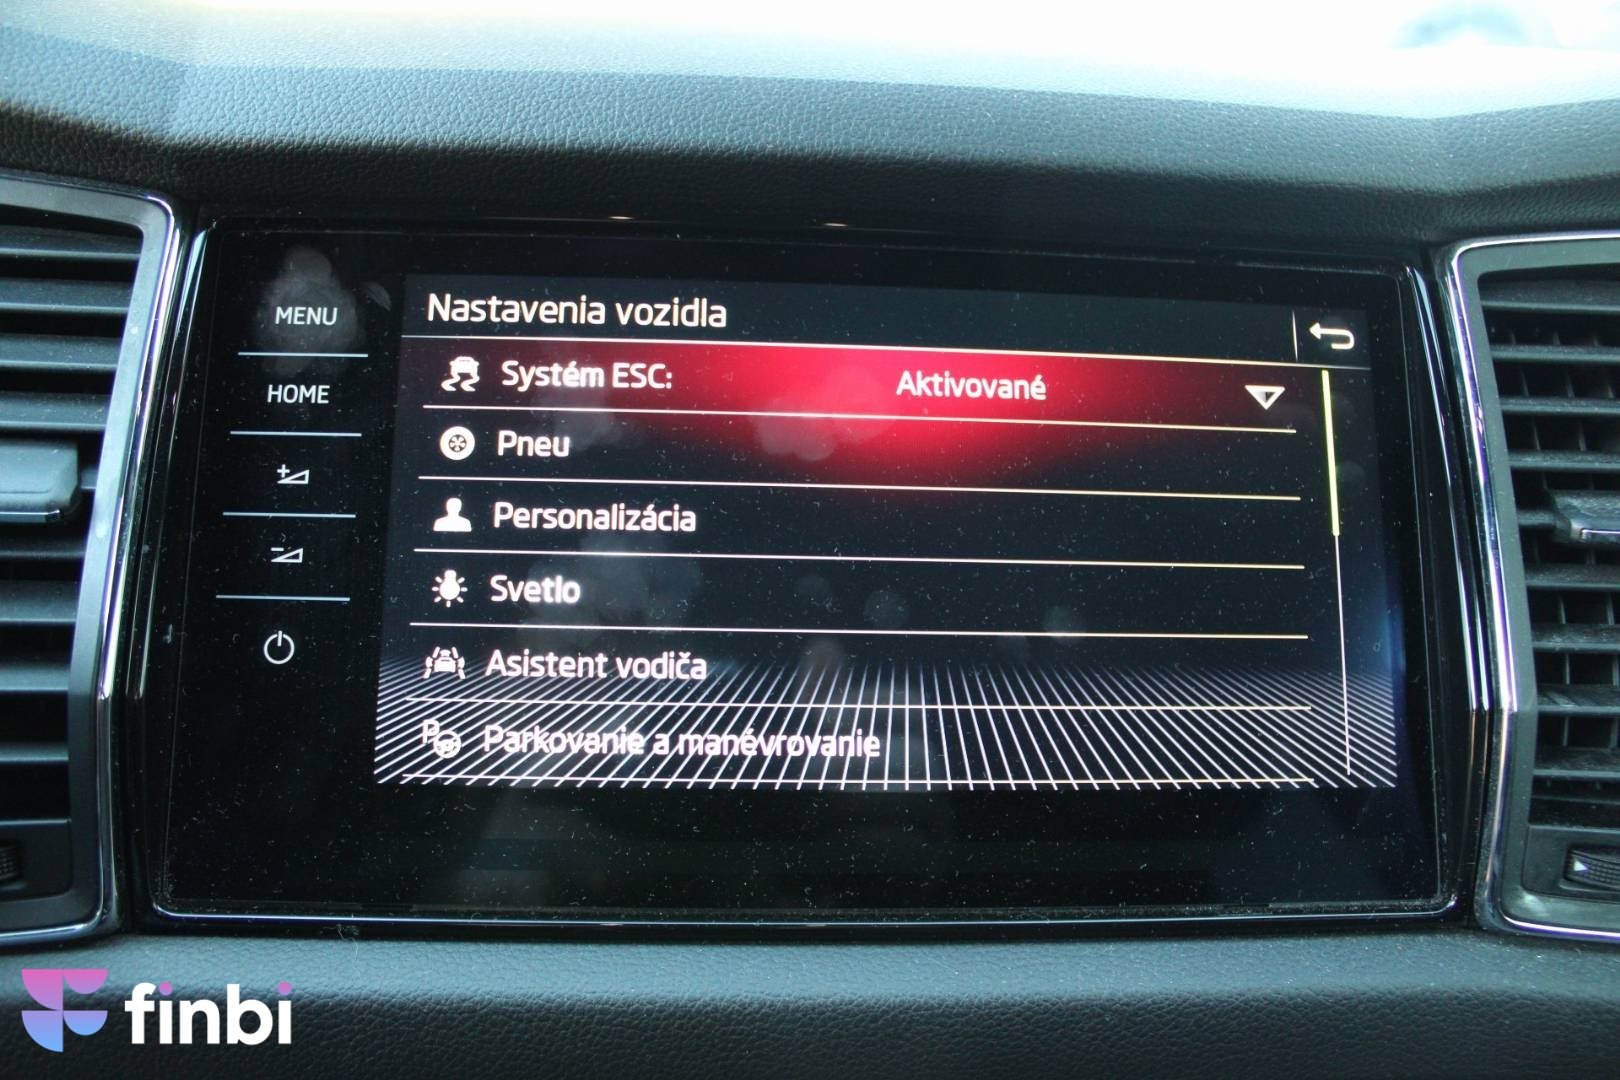 MENU
HOME
Nastavenia vozidla
Systém ESC: Aktivované
Pneu
Personalizácia
Svetlo
Asistent vodiča
Parkovanie a manévrovanie
finbi